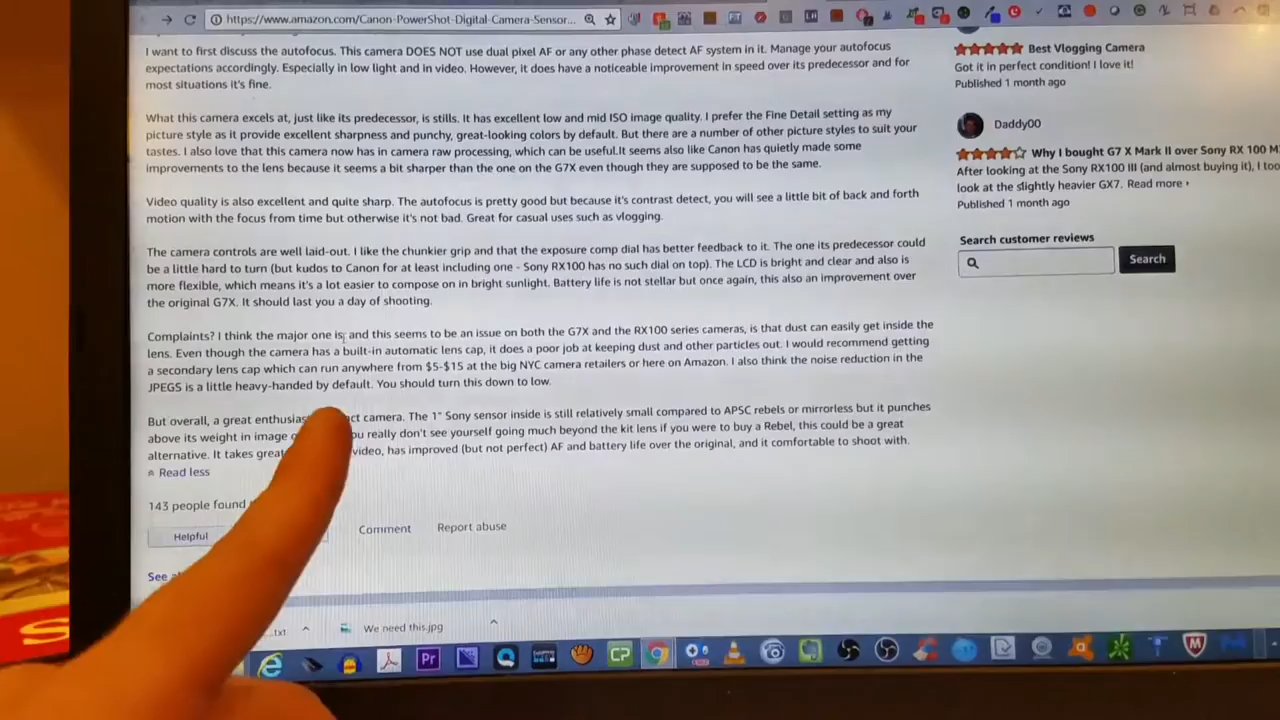 https://www.amazon.com/Canon-PowerShot-Digital-Camera-Sensor...
I want to first discuss the autofocus. This camera DOES NOT use dual pixel AF or any other phase detect AF system in it. Manage your autofocus
expectations accordingly. Especially in low light and in video. However, it does have a noticeable improvement in speed over its predecessor and for
most situations it's fine.
What this camera excels at, just like its predecessor, is stills. It has excellent low and mid ISO image quality. I prefer the Fine Detail setting as my
picture style as it provide excellent sharpness and punchy, great-looking colors by default. But there are a number of other picture styles to suit your
tastes. I also love that this camera now has in camera raw processing, which can be useful.It seems also like Canon has quietly made some
improvements to the lens because it seems a bit sharper than the one on the G7X even though they are supposed to be the same.
Video quality is also excellent and quite sharp. The autofocus is pretty good but because it's contrast detect, you will see a little bit of back and forth
motion with the focus from time but otherwise it's not bad. Great for casual uses such as vlogging.
The camera controls are well laid-out. I like the chunkier grip and that the exposure comp dial has better feedback to it. The one its predecessor could
be a little hard to turn (but kudos to Canon for at least including one - Sony RX100 has no such dial on top). The LCD is bright and clear and also is
more flexible, which means it's a lot easier to compose on in bright sunlight. Battery life is not stellar but once again, this also an improvement over
the original G7X. It should last you a day of shooting.
Complaints? I think the major one is, and this seems to be an issue on both the G7X and the RX100 series cameras, is that dust can easily get inside the
lens. Even though the camera has a built-in automatic lens cap, it does a poor job at keeping dust and other particles out. I would recommend getting
a secondary lens cap which can run anywhere from $5-$15 at the big NYC camera retailers or here on Amazon. I also think the noise reduction in the
JPEGS is a little heavy-handed by default. You should turn this down to low.
But overall, a great enthusias ct camera. The 1" Sony sensor inside is still relatively small compared to APSC rebels or mirrorless but it punches
above its weight in image ou really don't see yourself going much beyond the kit lens if you were to buy a Rebel, this could be a great
alternative. It takes great video, has improved (but not perfect) AF and battery life over the original, and it comfortable to shoot with.
Read less
143 people found
Helpful Comment Report abuse
See
Best Vlogging Camera
Got it in perfect condition! I love it!
Published 1 month ago
Daddy00
Why I bought G7 X Mark II over Sony RX 100 M
After looking at the Sony RX100 III (and almost buying it), I too
look at the slightly heavier GX7. Read more
Published 1 month ago
Search customer reviews
Search
...txt We need this.jpg
Pr CP
S